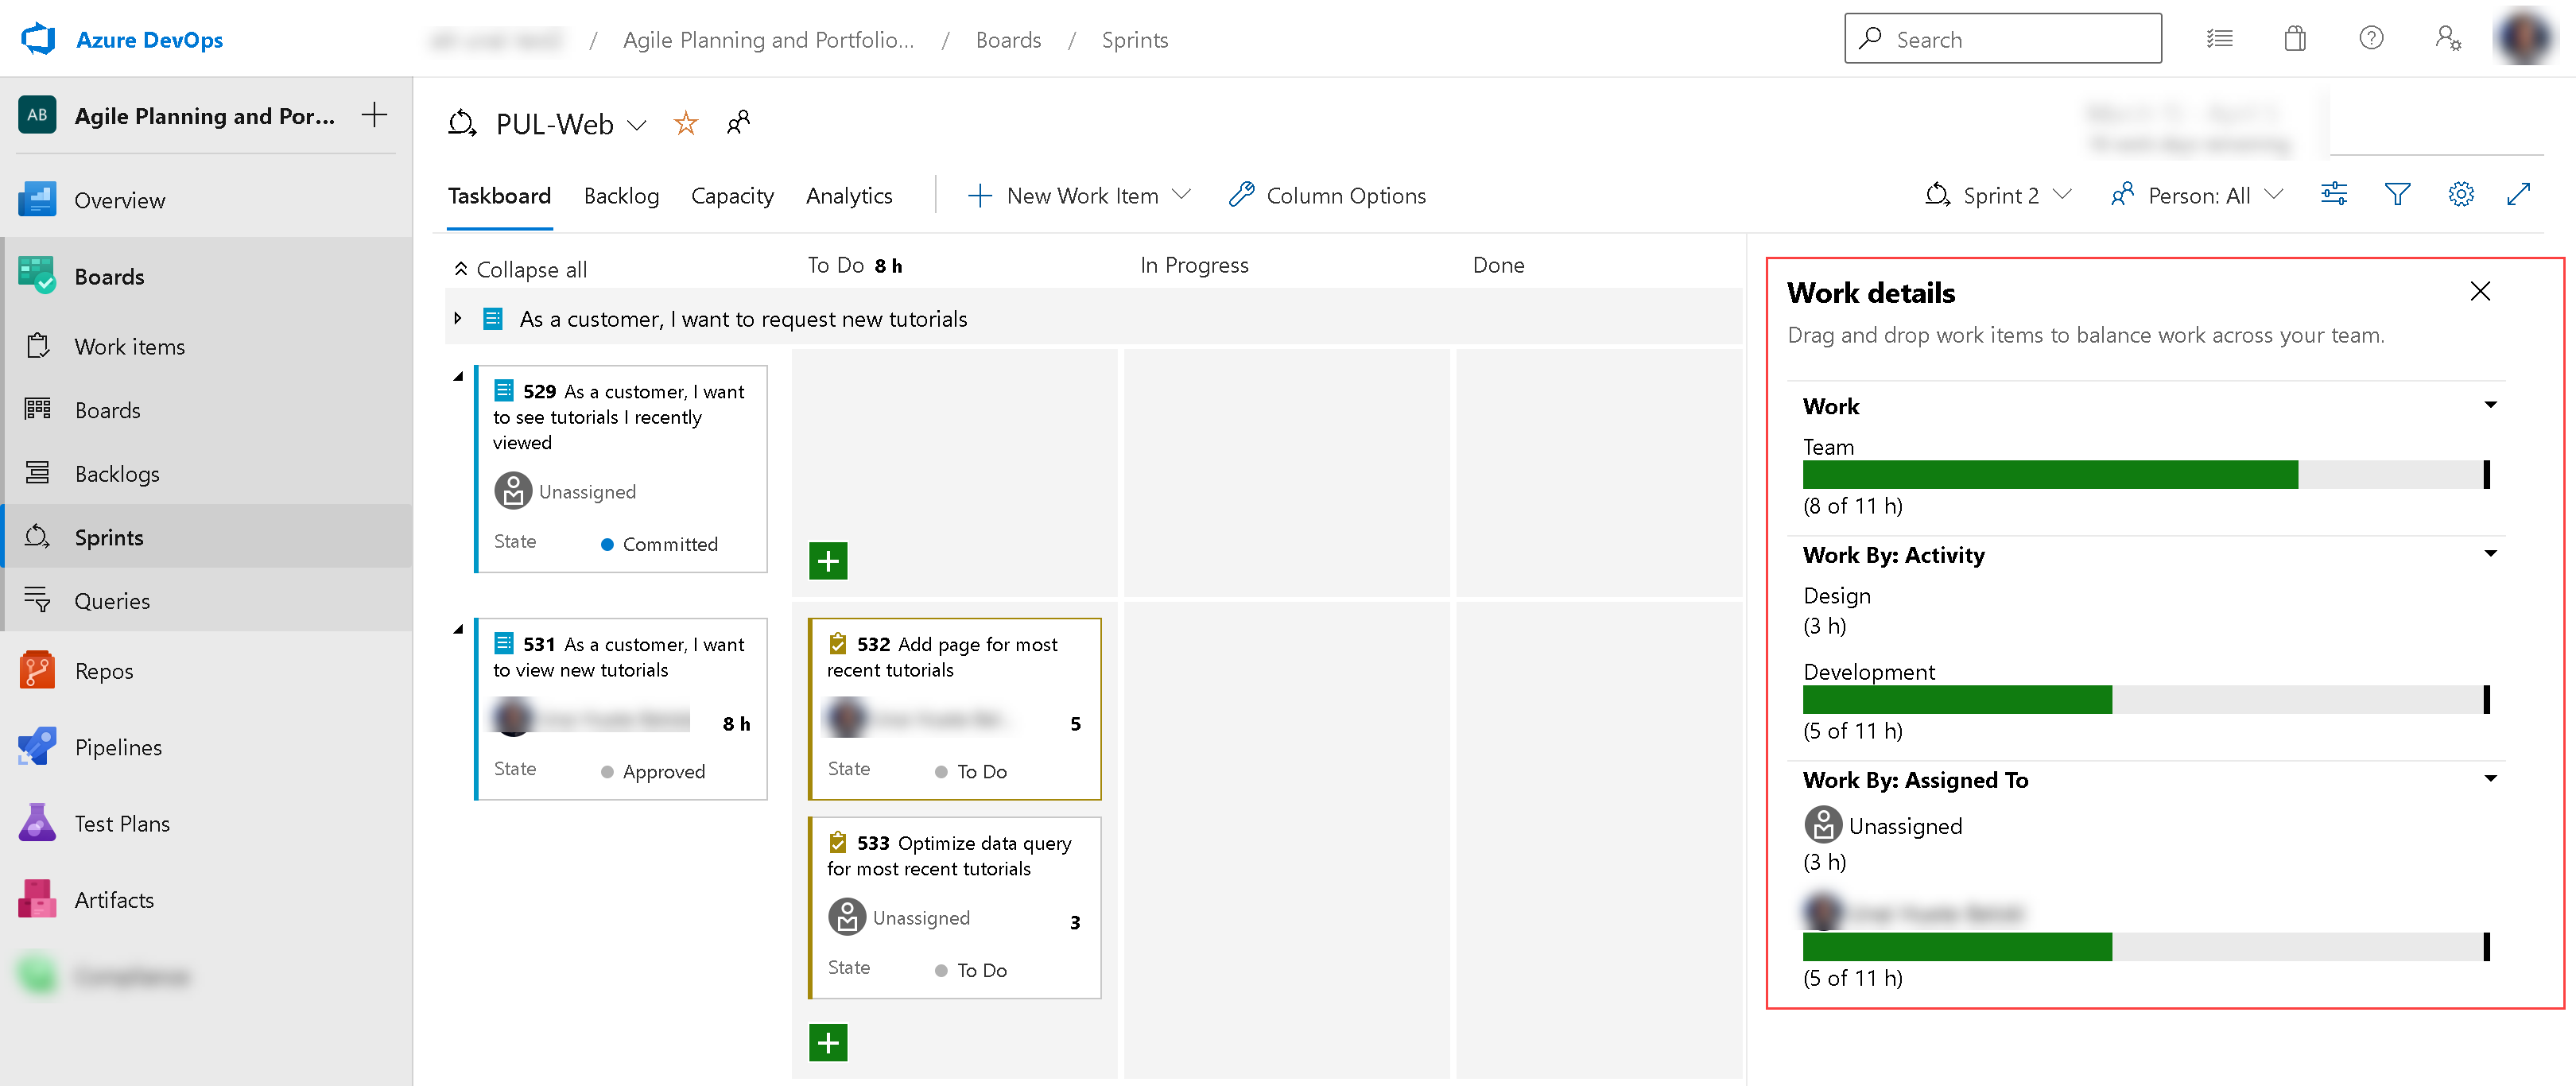 Azure DevOps
/ Agile Planning and Portfolio... / Boards / Sprints
Search
AB Agile Planning and Por...
Overview
Boards
Work items
Boards
Backlogs
Sprints
Queries
Repos
Pipelines
Test Plans
Artifacts
PUL-Web
Taskboard Backlog Capacity Analytics New Work Item Column Options
Sprint 2 Person: All
Collapse all To Do 8 h In Progress Done
As a customer, I want to request new tutorials
529 As a customer, I want
to see tutorials I recently
viewed
Unassigned
State Committed
531 As a customer, I want
to view new tutorials
8 h
State Approved
532 Add page for most
recent tutorials
5
State To Do
533 Optimize data query
for most recent tutorials
Unassigned 3
State To Do
Work details
Drag and drop work items to balance work across your team.
Work
Team
(8 of 11 h)
Work By: Activity
Design
(3 h)
Development
(5 of 11 h)
Work By: Assigned To
Unassigned
(3 h)
(5 of 11 h)